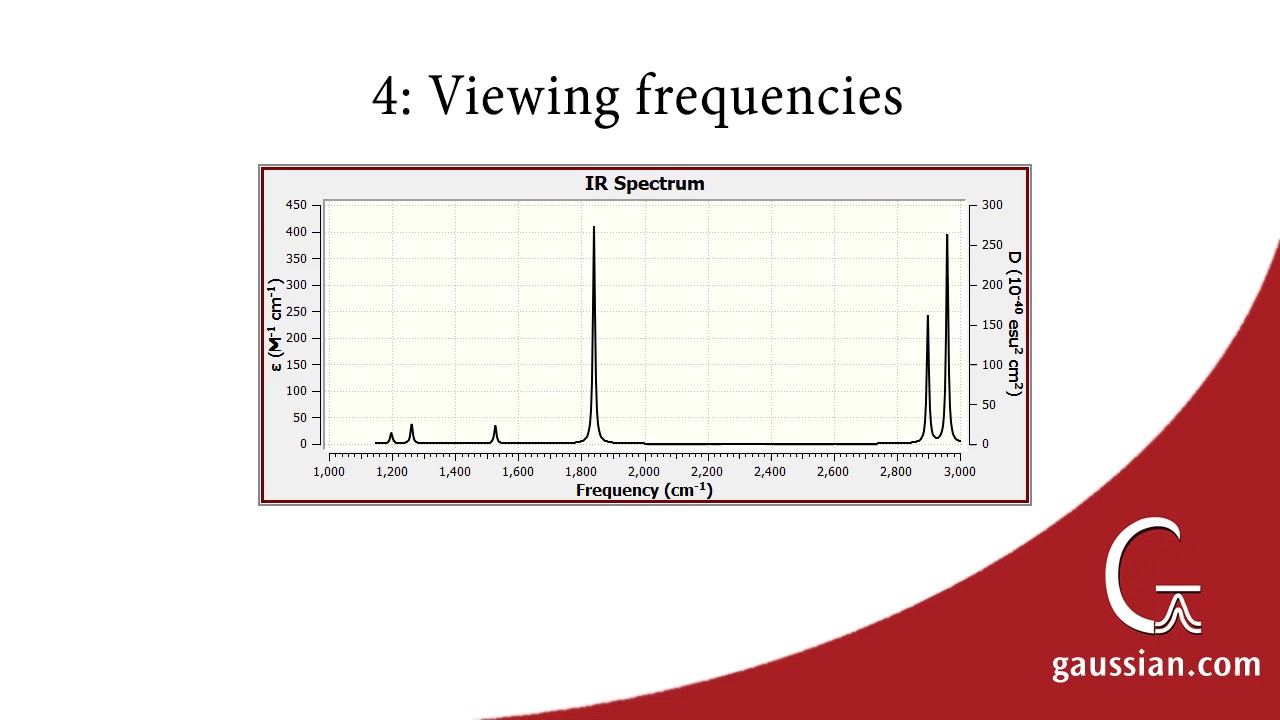 4: Viewing frequencies
IR Spectrum
450
400
350
300
250
200
150
100
50
0
ε (M⁻¹ cm⁻¹)
300
250
200
150
100
50
0
D (10⁻⁴⁰ esu² cm²)
1,000 1,200 1,400 1,600 1,800 2,000 2,200 2,400 2,600 2,800 3,000
Frequency (cm⁻¹)
gaussian.com